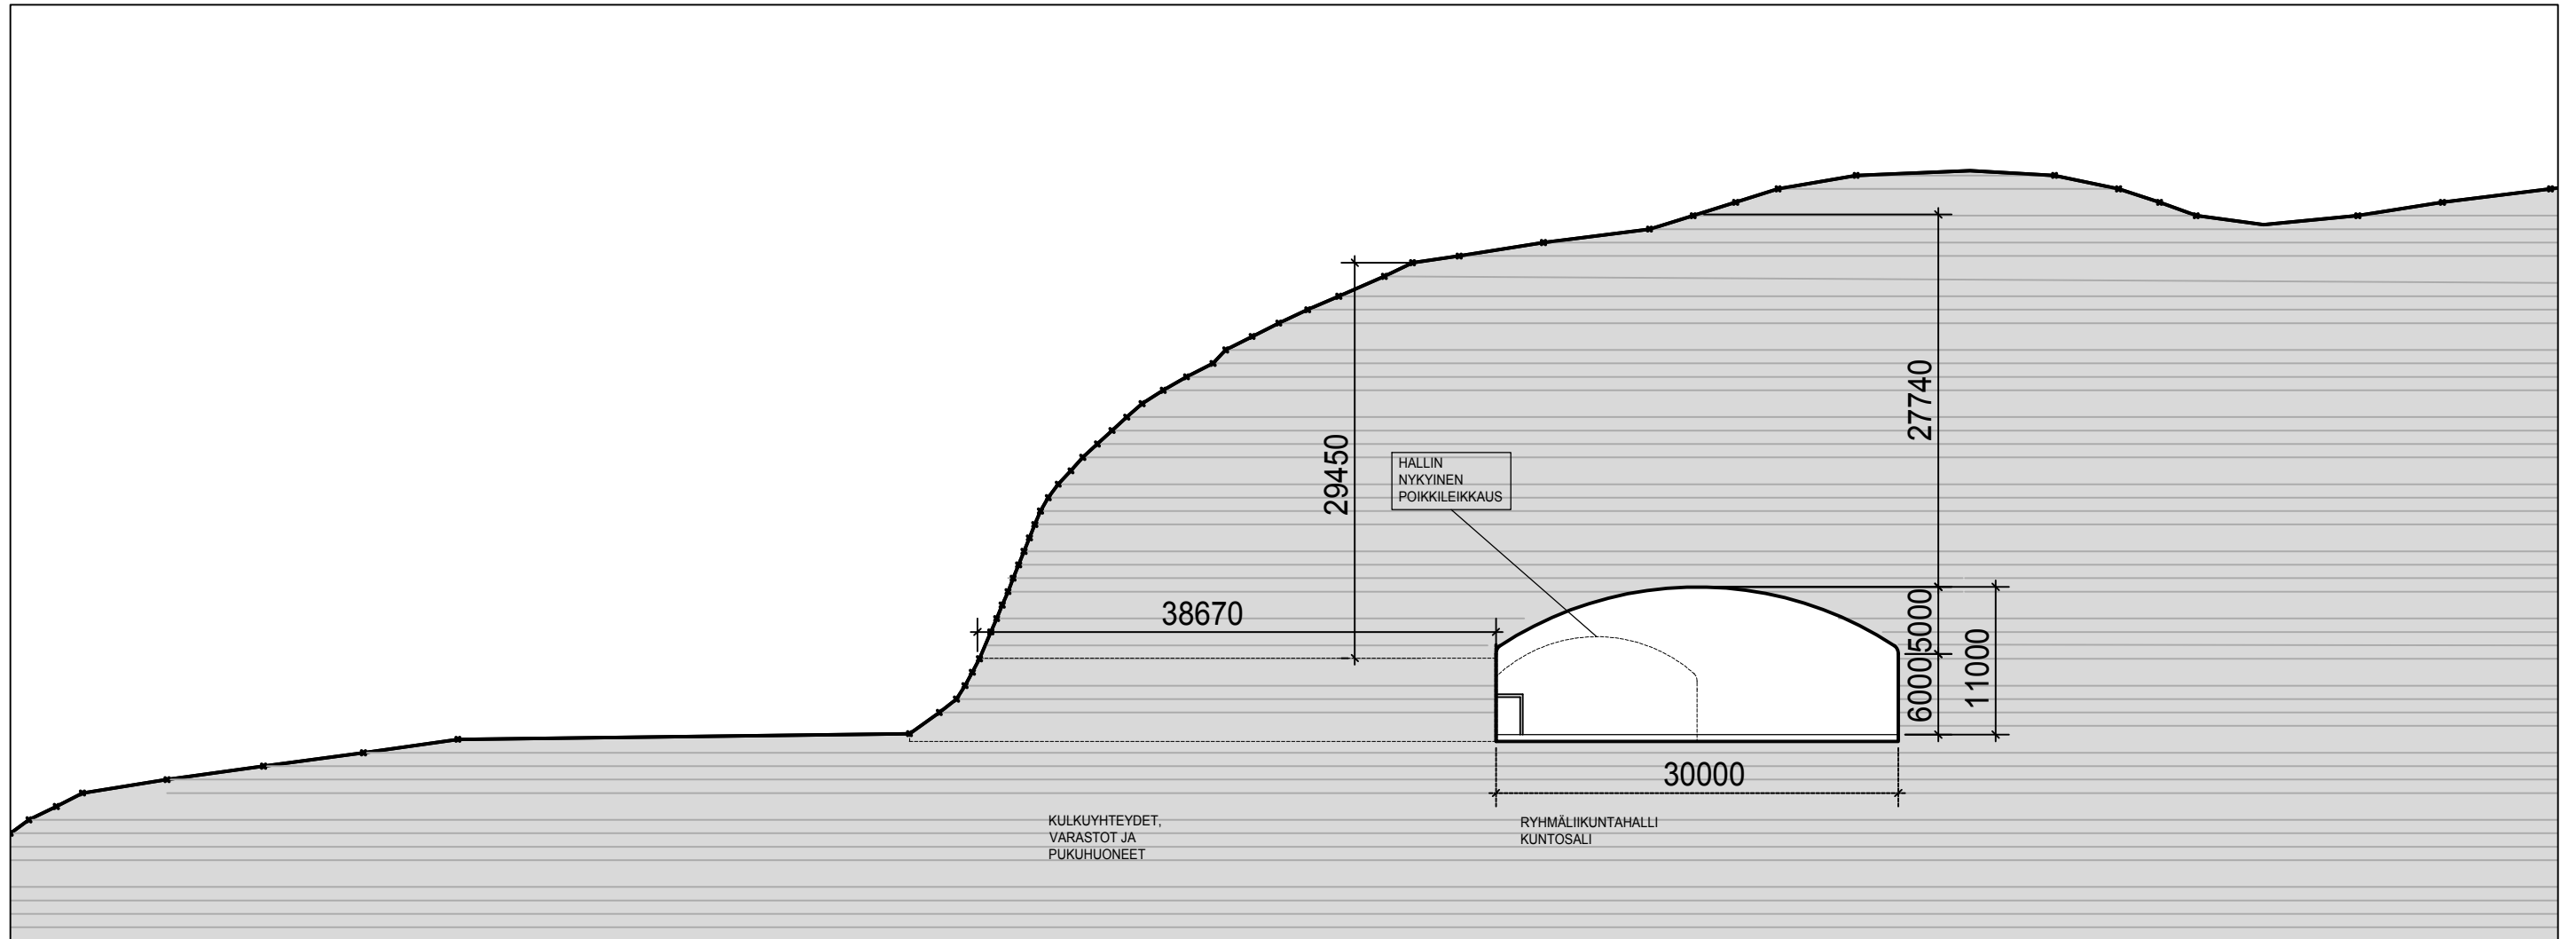 27740
29450
HALLIN
NYKYINEN
POIKKILEIKKAUS
38670
5000
6000
11000
30000
KULKUYHTEYDET,
VARASTOT JA
PUKUHUONEET
RYHMÄLIIKUNTAHALLI
KUNTOSALI